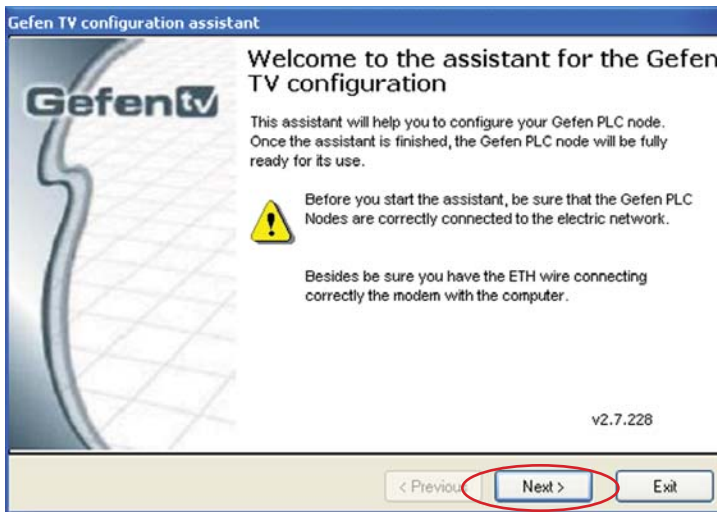 Gefen TV configuration assistant
Gefen tv
Welcome to the assistant for the Gefen
TV configuration
This assistant will help you to configure your Gefen PLC node.
Once the assistant is finished, the Gefen PLC node will be fully
ready for its use.
Before you start the assistant, be sure that the Gefen PLC
Nodes are correctly connected to the electric network.
Besides be sure you have the ETH wire connecting
correctly the modem with the computer.
v2.7.228
< Previous
Next >
Exit